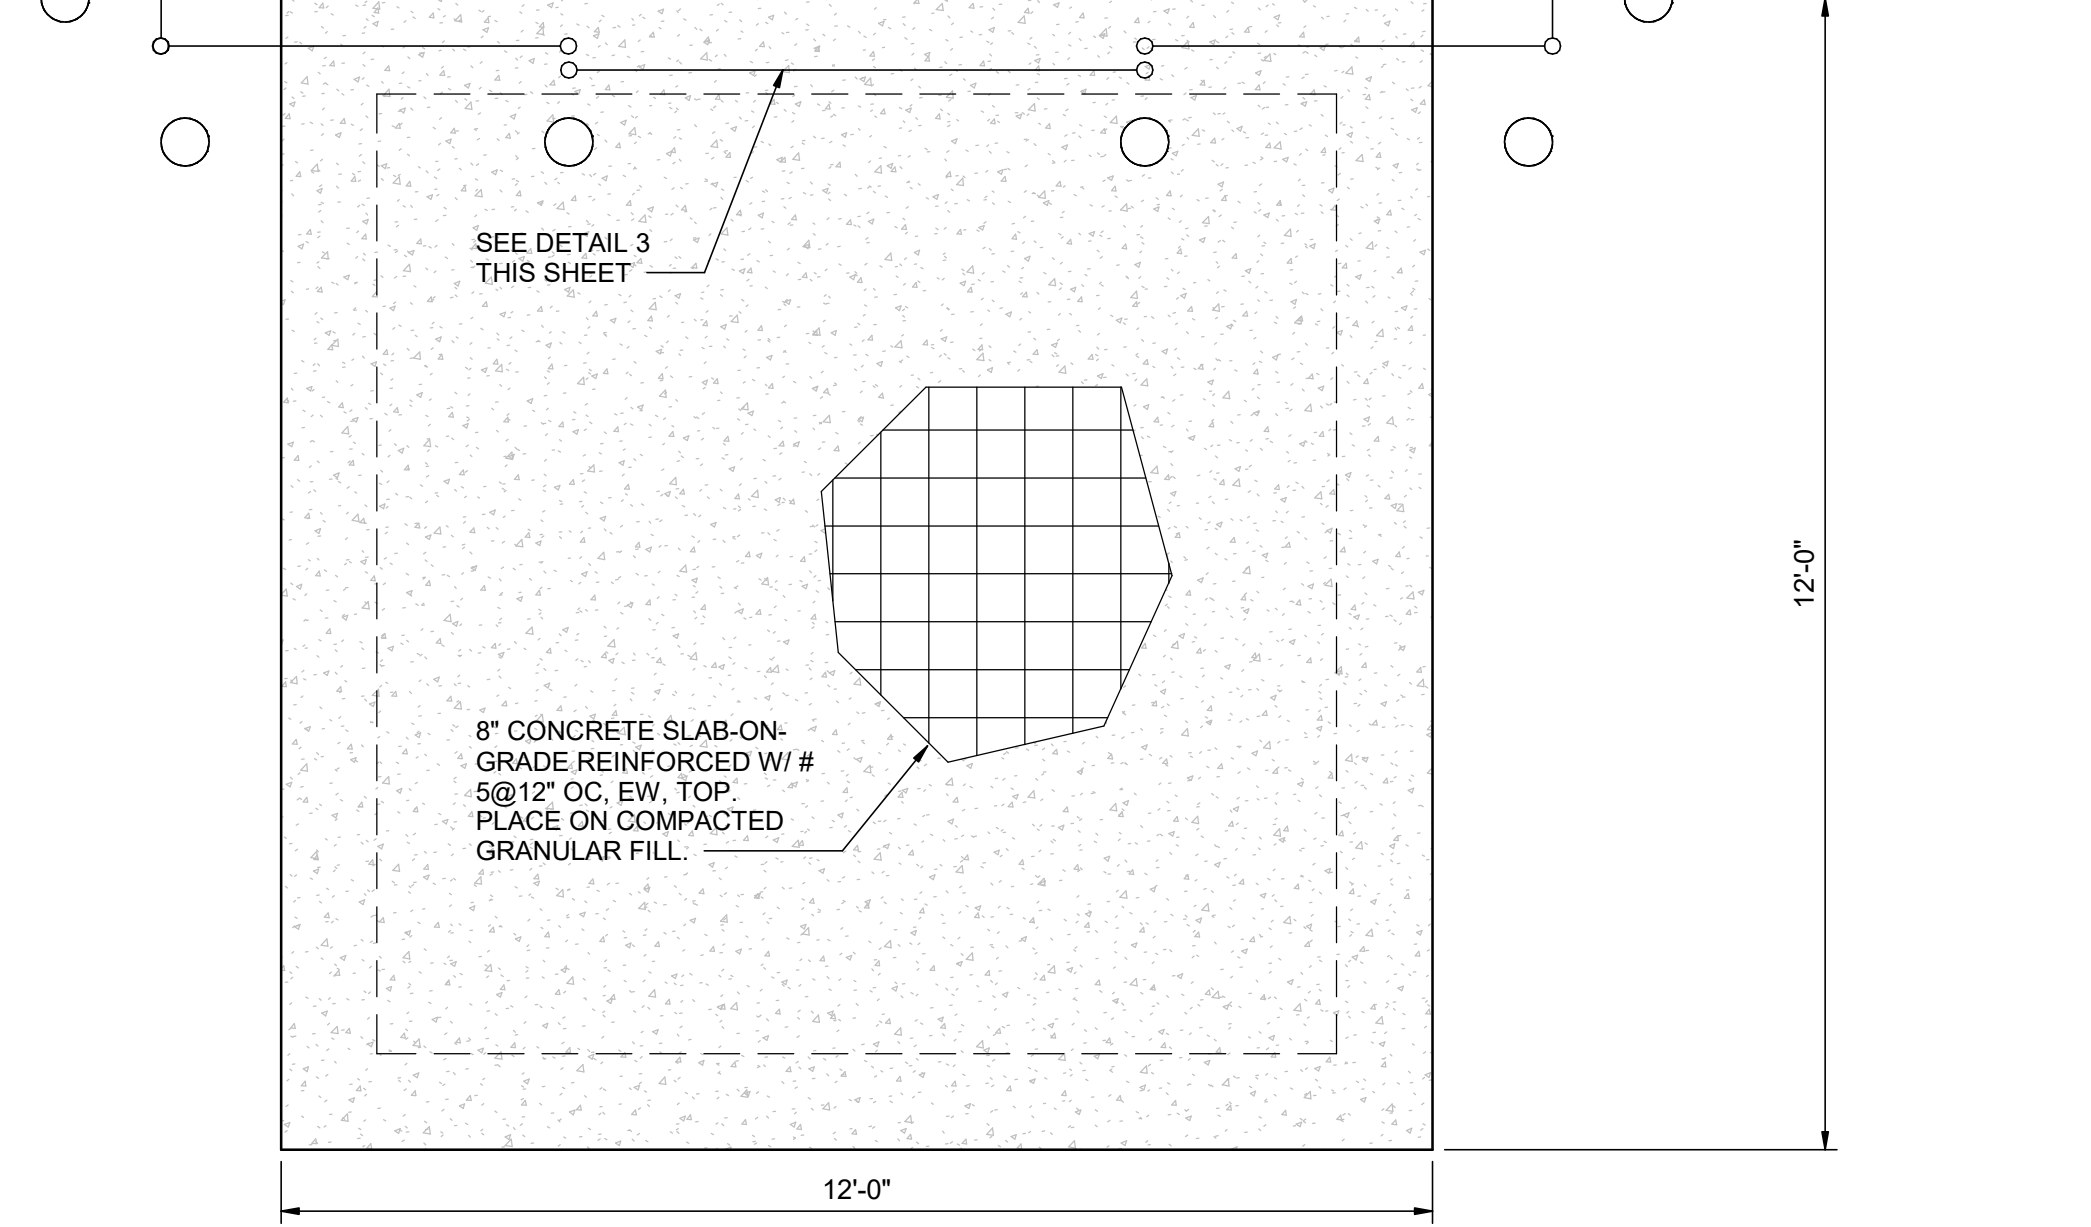 SEE DETAIL 3
THIS SHEET
12'-0"
8" CONCRETE SLAB-ON-
GRADE REINFORCED W/ #
5@12" OC, EW, TOP.
PLACE ON COMPACTED
GRANULAR FILL.
12'-0"